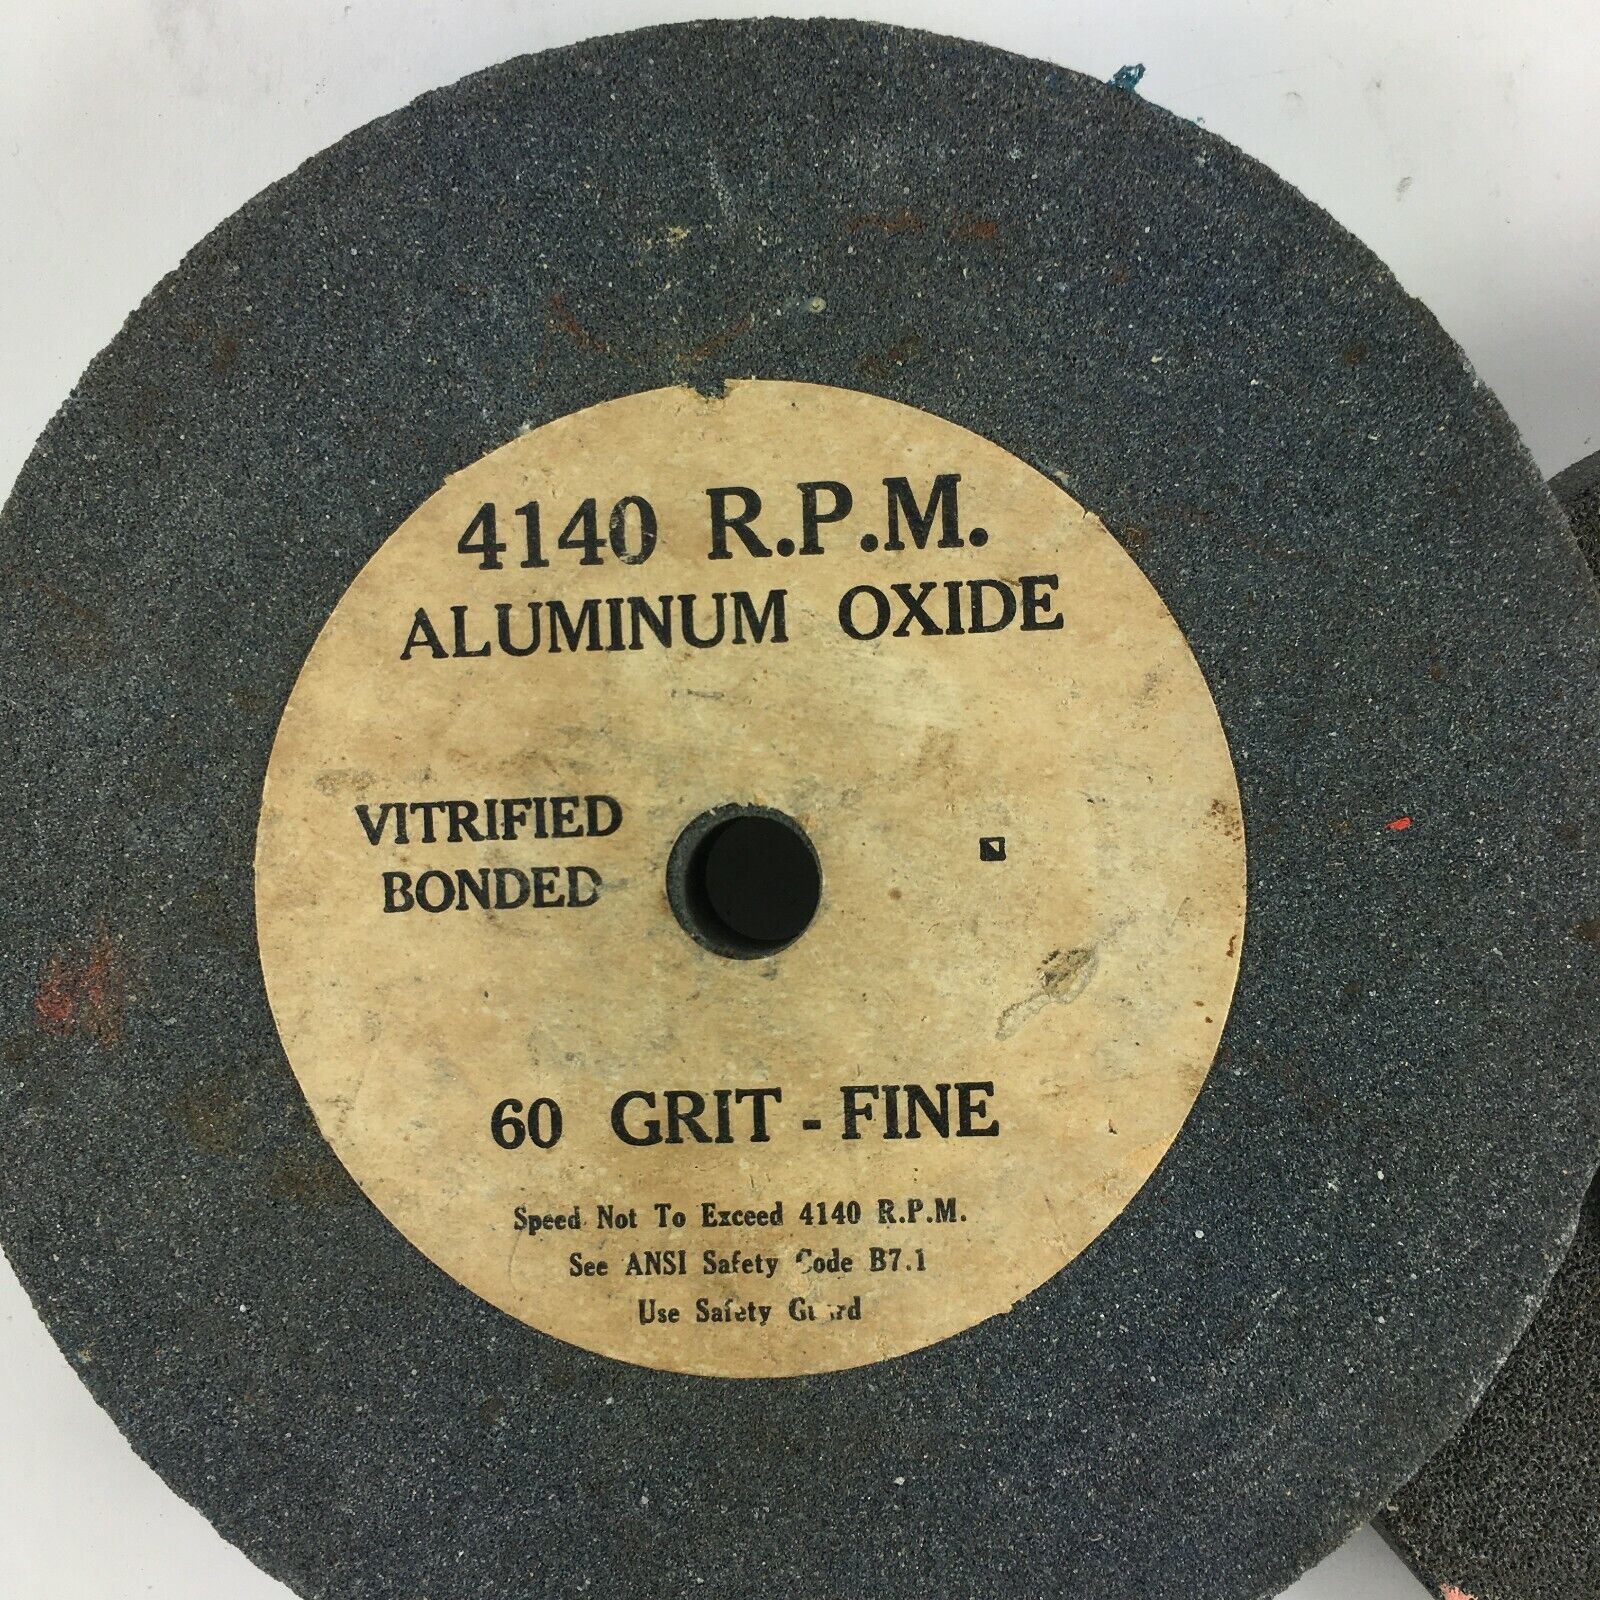 4140 R.P.M.
ALUMINUM OXIDE
VITRIFIED
BONDED
60 GRIT - FINE
Speed Not To Exceed 4140 R.P.M.
See ANSI Safety Code B7.1
Use Safety Guard